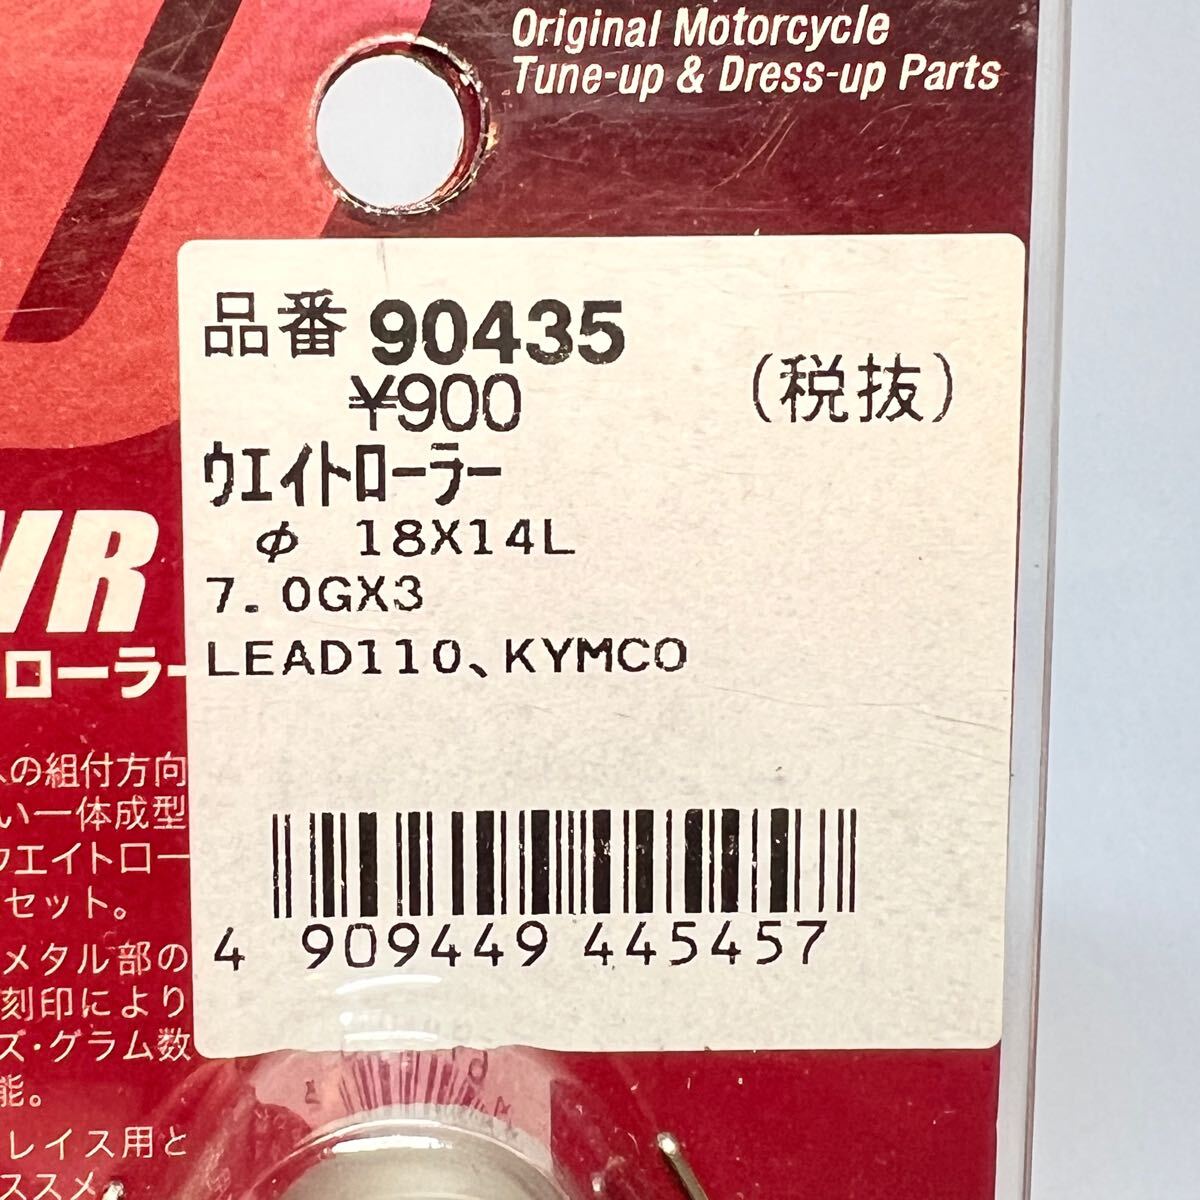 Original Motorcycle
Tune-up & Dress-up Parts
品番 90435
¥900 (税抜)
ｳｴｲﾄﾛｰﾗｰ
φ 18X14L
7.0GX3
LEAD110、KYMCO
4 909449 445457
WR
ローラー
の組付方向
い一体成型
ウエイトロー
セット。
メタル部の
刻印により
ズ・グラム数
能。
レイス用と
ススメ